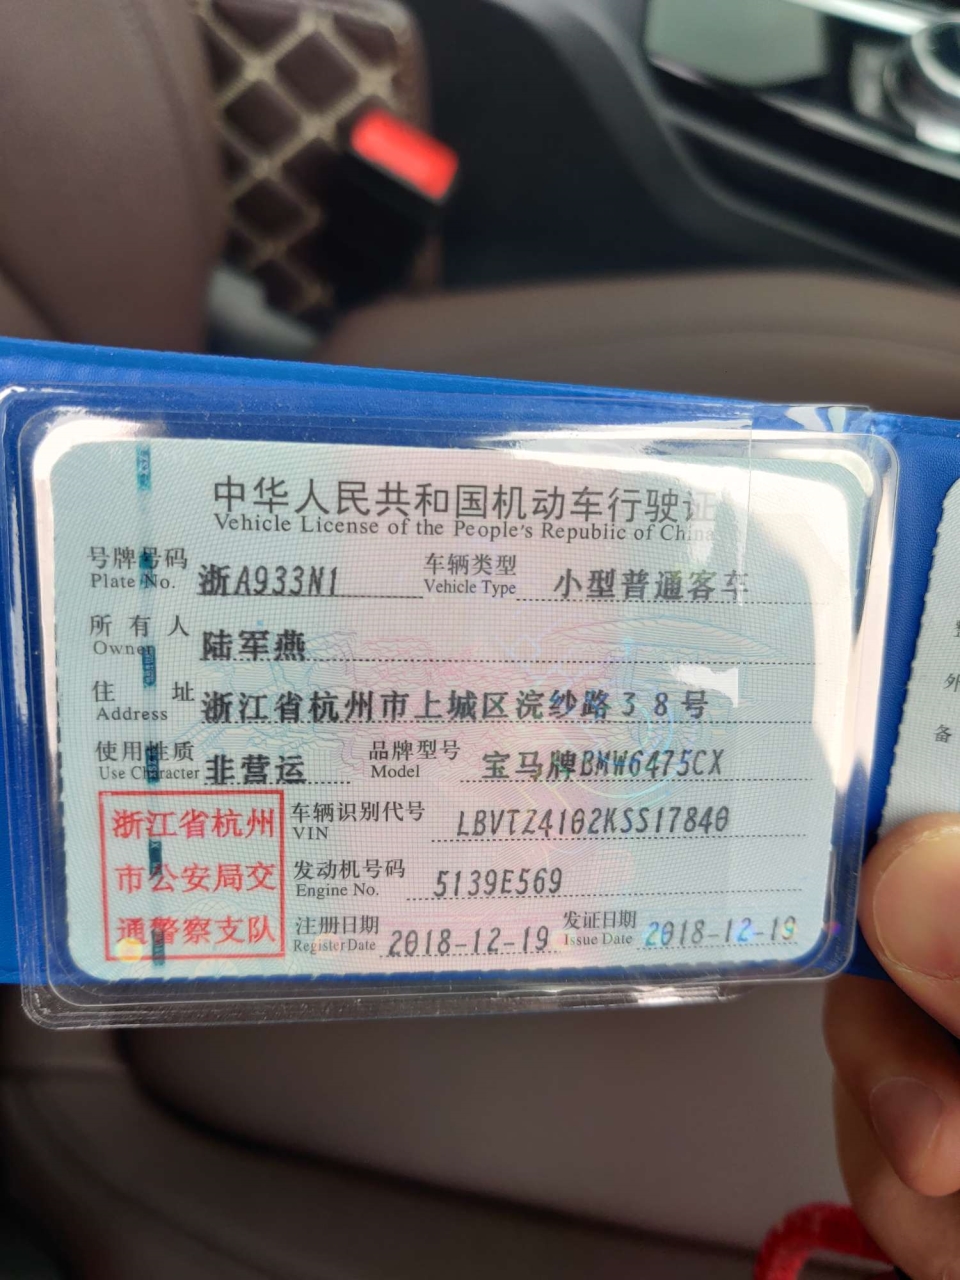 中华人民共和国机动车行驶证
Vehicle License of the People's Republic of China
号牌号码 浙A933N1 车辆类型 小型普通客车
Plate No. Vehicle Type
所有人 陆军燕
Owner
住址 浙江省杭州市上城区浣纱路38号
Address
使用性质 非营运 品牌型号 宝马牌BMW6475CX
Use Character Model
浙江省杭州
市公安局交
通警察支队
车辆识别代号 LBVTZ4102KSS17840
VIN
发动机号码 5139E569
Engine No.
注册日期 2018-12-19 发证日期 2018-12-19
Register Date Issue Date
外
备